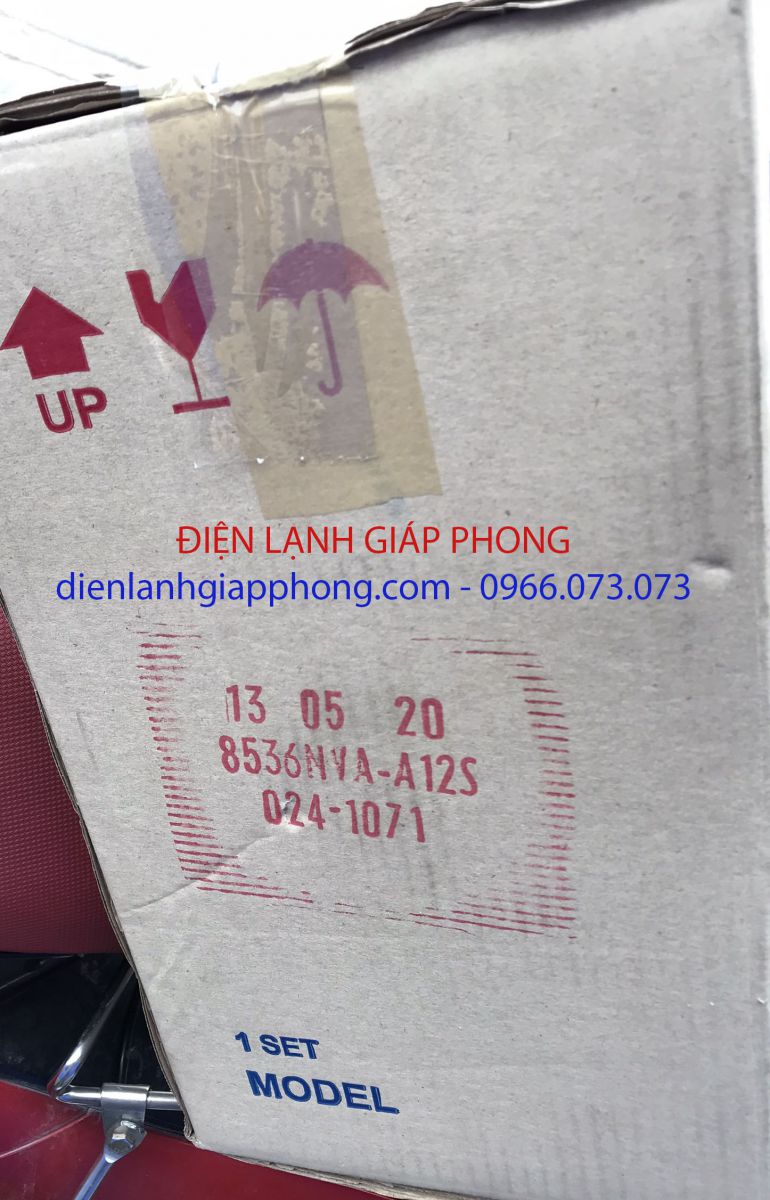 UP
ĐIỆN LẠNH GIÁP PHONG
dienlanhgiapphong.com - 0966.073.073
13 05 20
8536NVA-A12S
024-1071
1 SET
MODEL